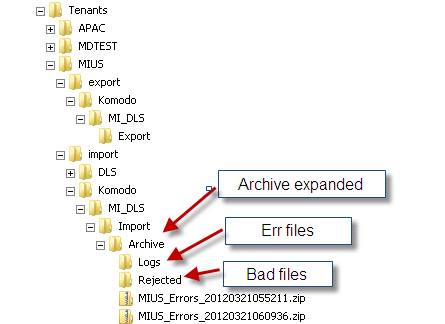 Tenants
APAC
MDTEST
MIUS
export
Komodo
MI_DLS
Export
import
DLS
Komodo
MI_DLS
Import
Archive
Logs
Rejected
MIUS_Errors_20120321055211.zip
MIUS_Errors_20120321060936.zip
Archive expanded
Err files
Bad files